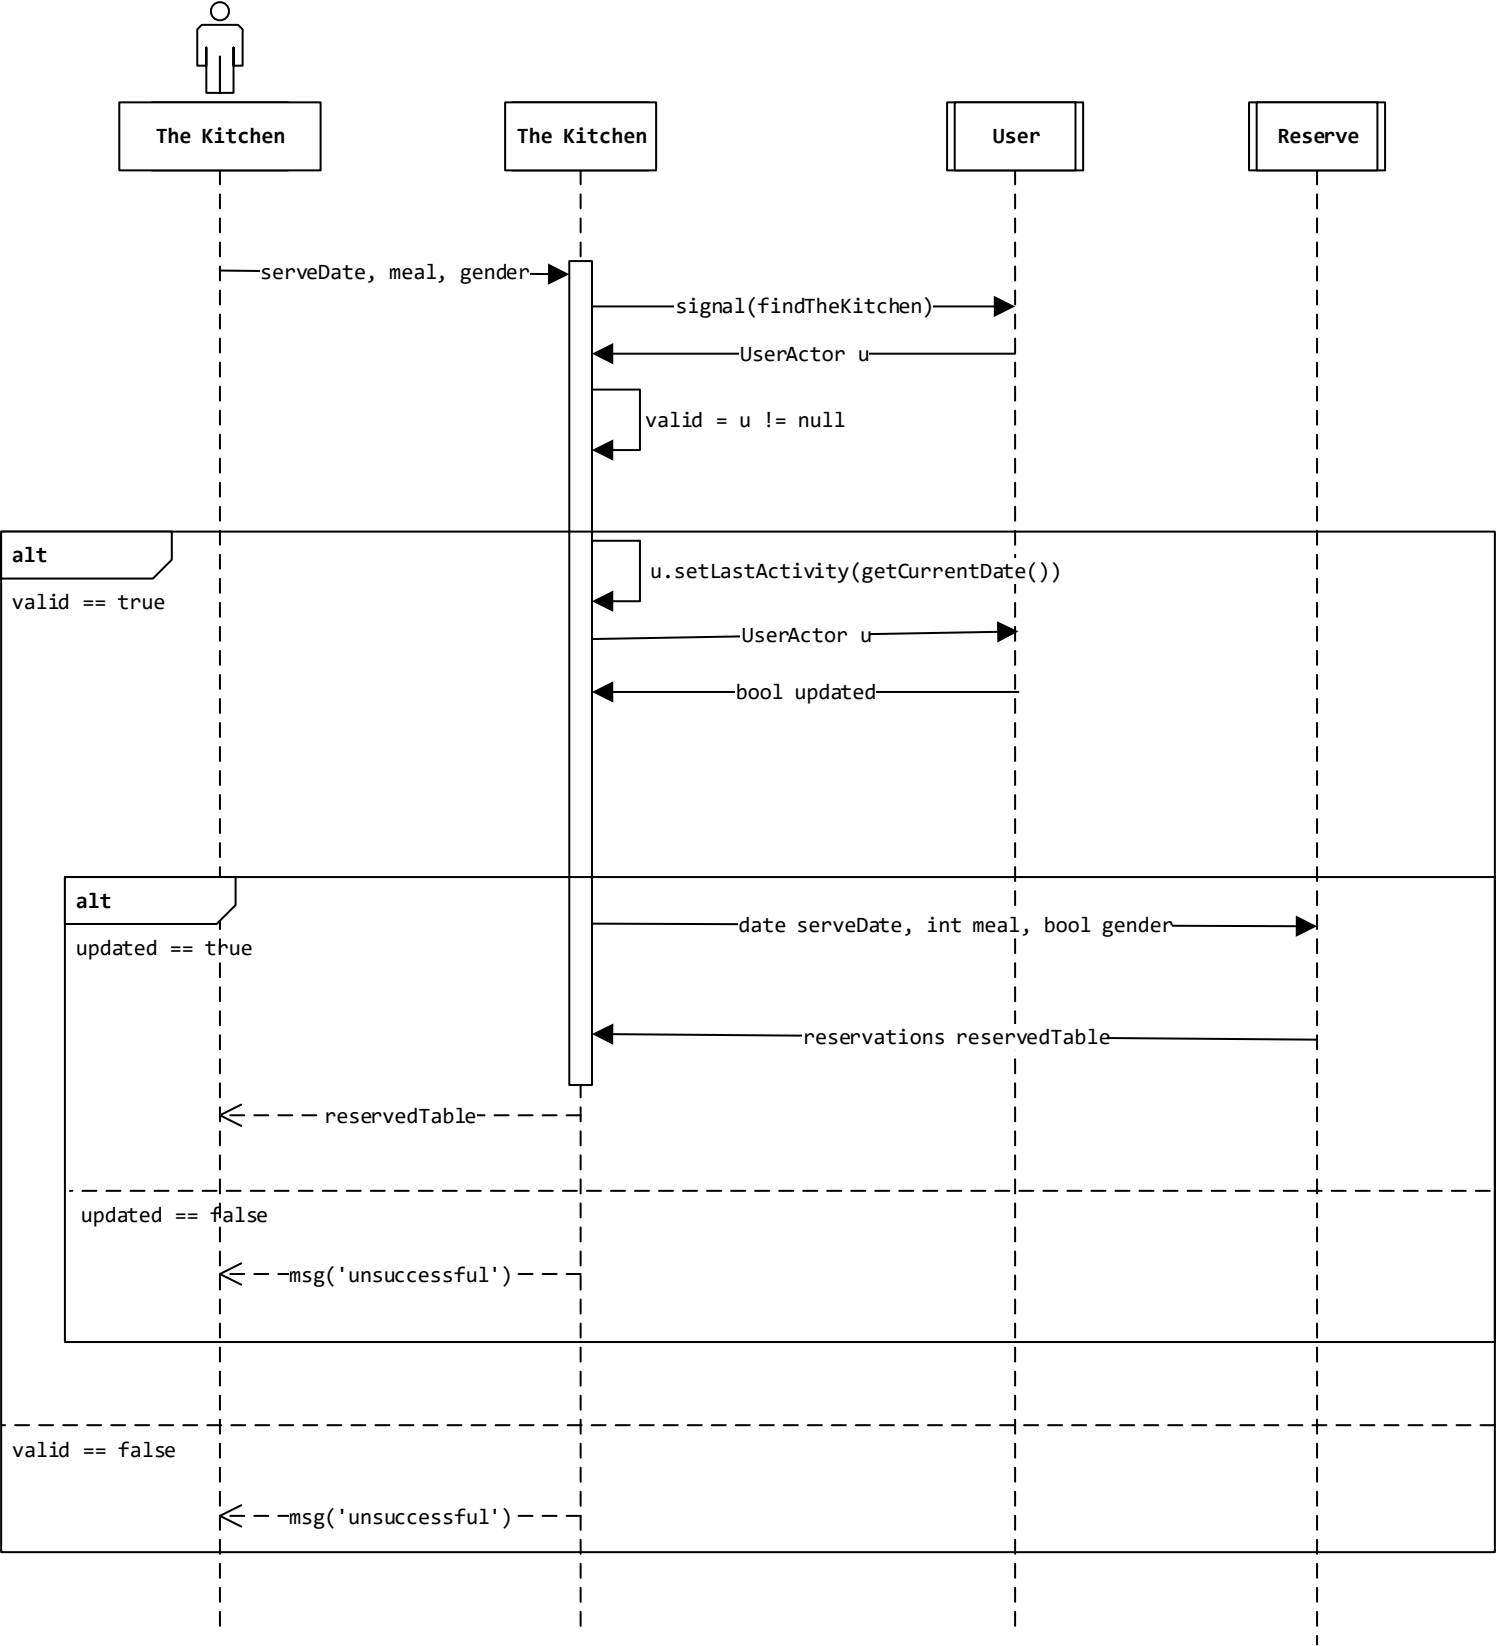 The Kitchen
The Kitchen
User
Reserve
serveDate, meal, gender
signal(findTheKitchen)
UserActor u
valid = u != null
alt
u.setLastActivity(getCurrentDate())
valid == true
UserActor u
bool updated
alt
date serveDate, int meal, bool gender
updated == true
reservations reservedTable
reservedTable
updated == false
msg('unsuccessful')
valid == false
msg('unsuccessful')